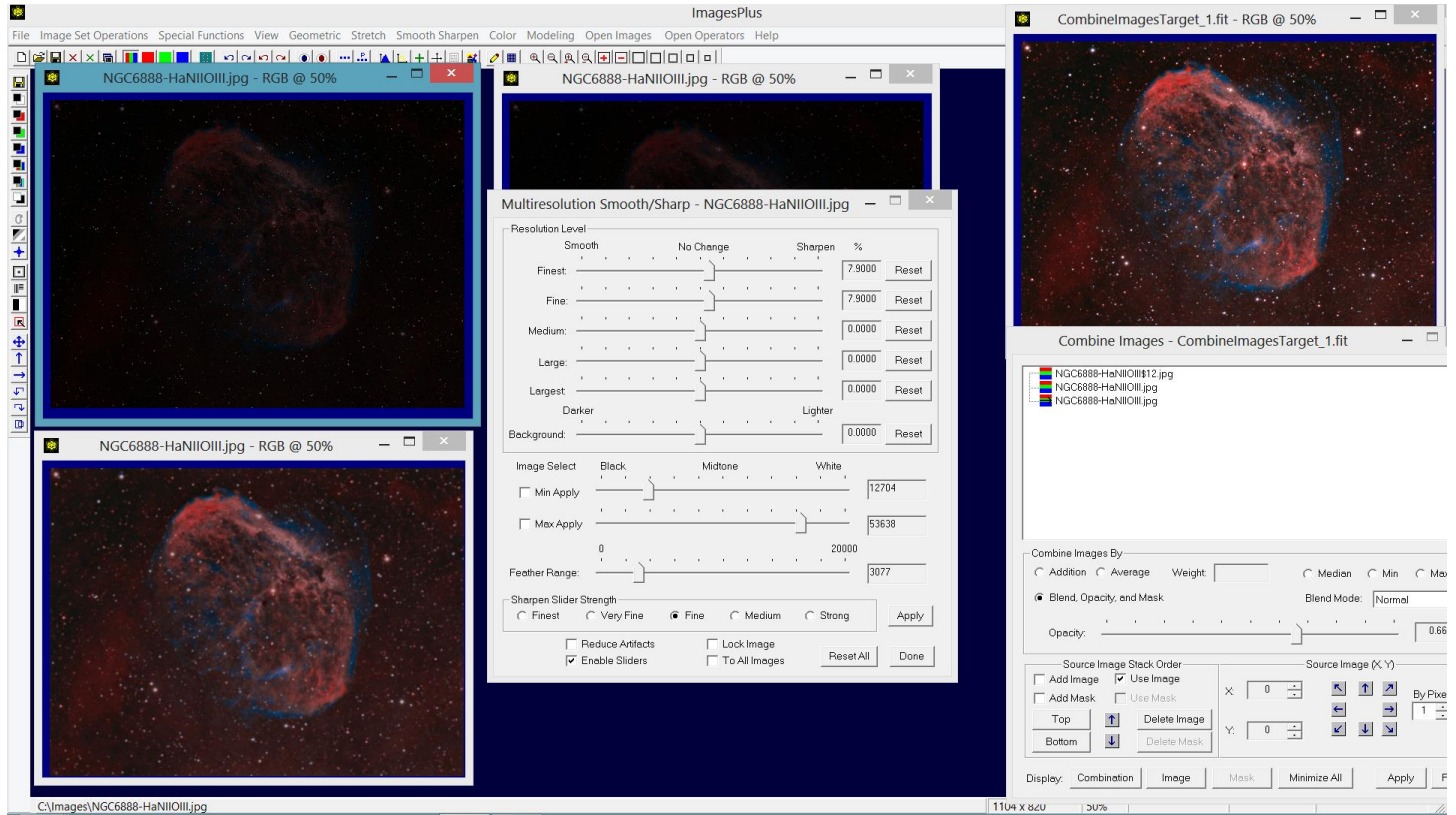 ImagesPlus
File Image Set Operations Special Functions View Geometric Stretch Smooth Sharpen Color Modeling Open Images Open Operators Help
NGC6888-HaNIIOIII.jpg - RGB @ 50%
NGC6888-HaNIIOIII.jpg - RGB @ 50%
CombineImagesTarget_1.fit - RGB @ 50%
NGC6888-HaNIIOIII.jpg - RGB @ 50%
Multiresolution Smooth/Sharp - NGC6888-HaNIIOIII.jpg
Resolution Level
Smooth No Change Sharpen %
Finest: 7.9000 Reset
Fine: 7.9000 Reset
Medium: 0.0000 Reset
Large: 0.0000 Reset
Largest: 0.0000 Reset
Darker Lighter
Background: 0.0000 Reset
Image Select Black Midtone White
Min Apply 12704
Max Apply 53638
0 20000
Feather Range: 3077
Sharpen Slider Strength
Finest Very Fine Fine Medium Strong Apply
Reduce Artifacts Lock Image
Enable Sliders To All Images Reset All Done
Combine Images - CombineImagesTarget_1.fit
NGC6888-HaNIIOIII$12.jpg
NGC6888-HaNIIOIII.jpg
NGC6888-HaNIIOIII.jpg
Combine Images By
Addition Average Weight: Median Min Max
Blend, Opacity, and Mask Blend Mode: Normal
Opacity: 0.66
Source Image Stack Order Source Image (X, Y)
Add Image Use Image
Add Mask Use Mask X: 0 By Pixe
1
Top Delete Image
Bottom Delete Mask Y: 0
Display: Combination Image Mask Minimize All Apply
C:\Images\NGC6888-HaNIIOIII.jpg 1104 x 820 50%